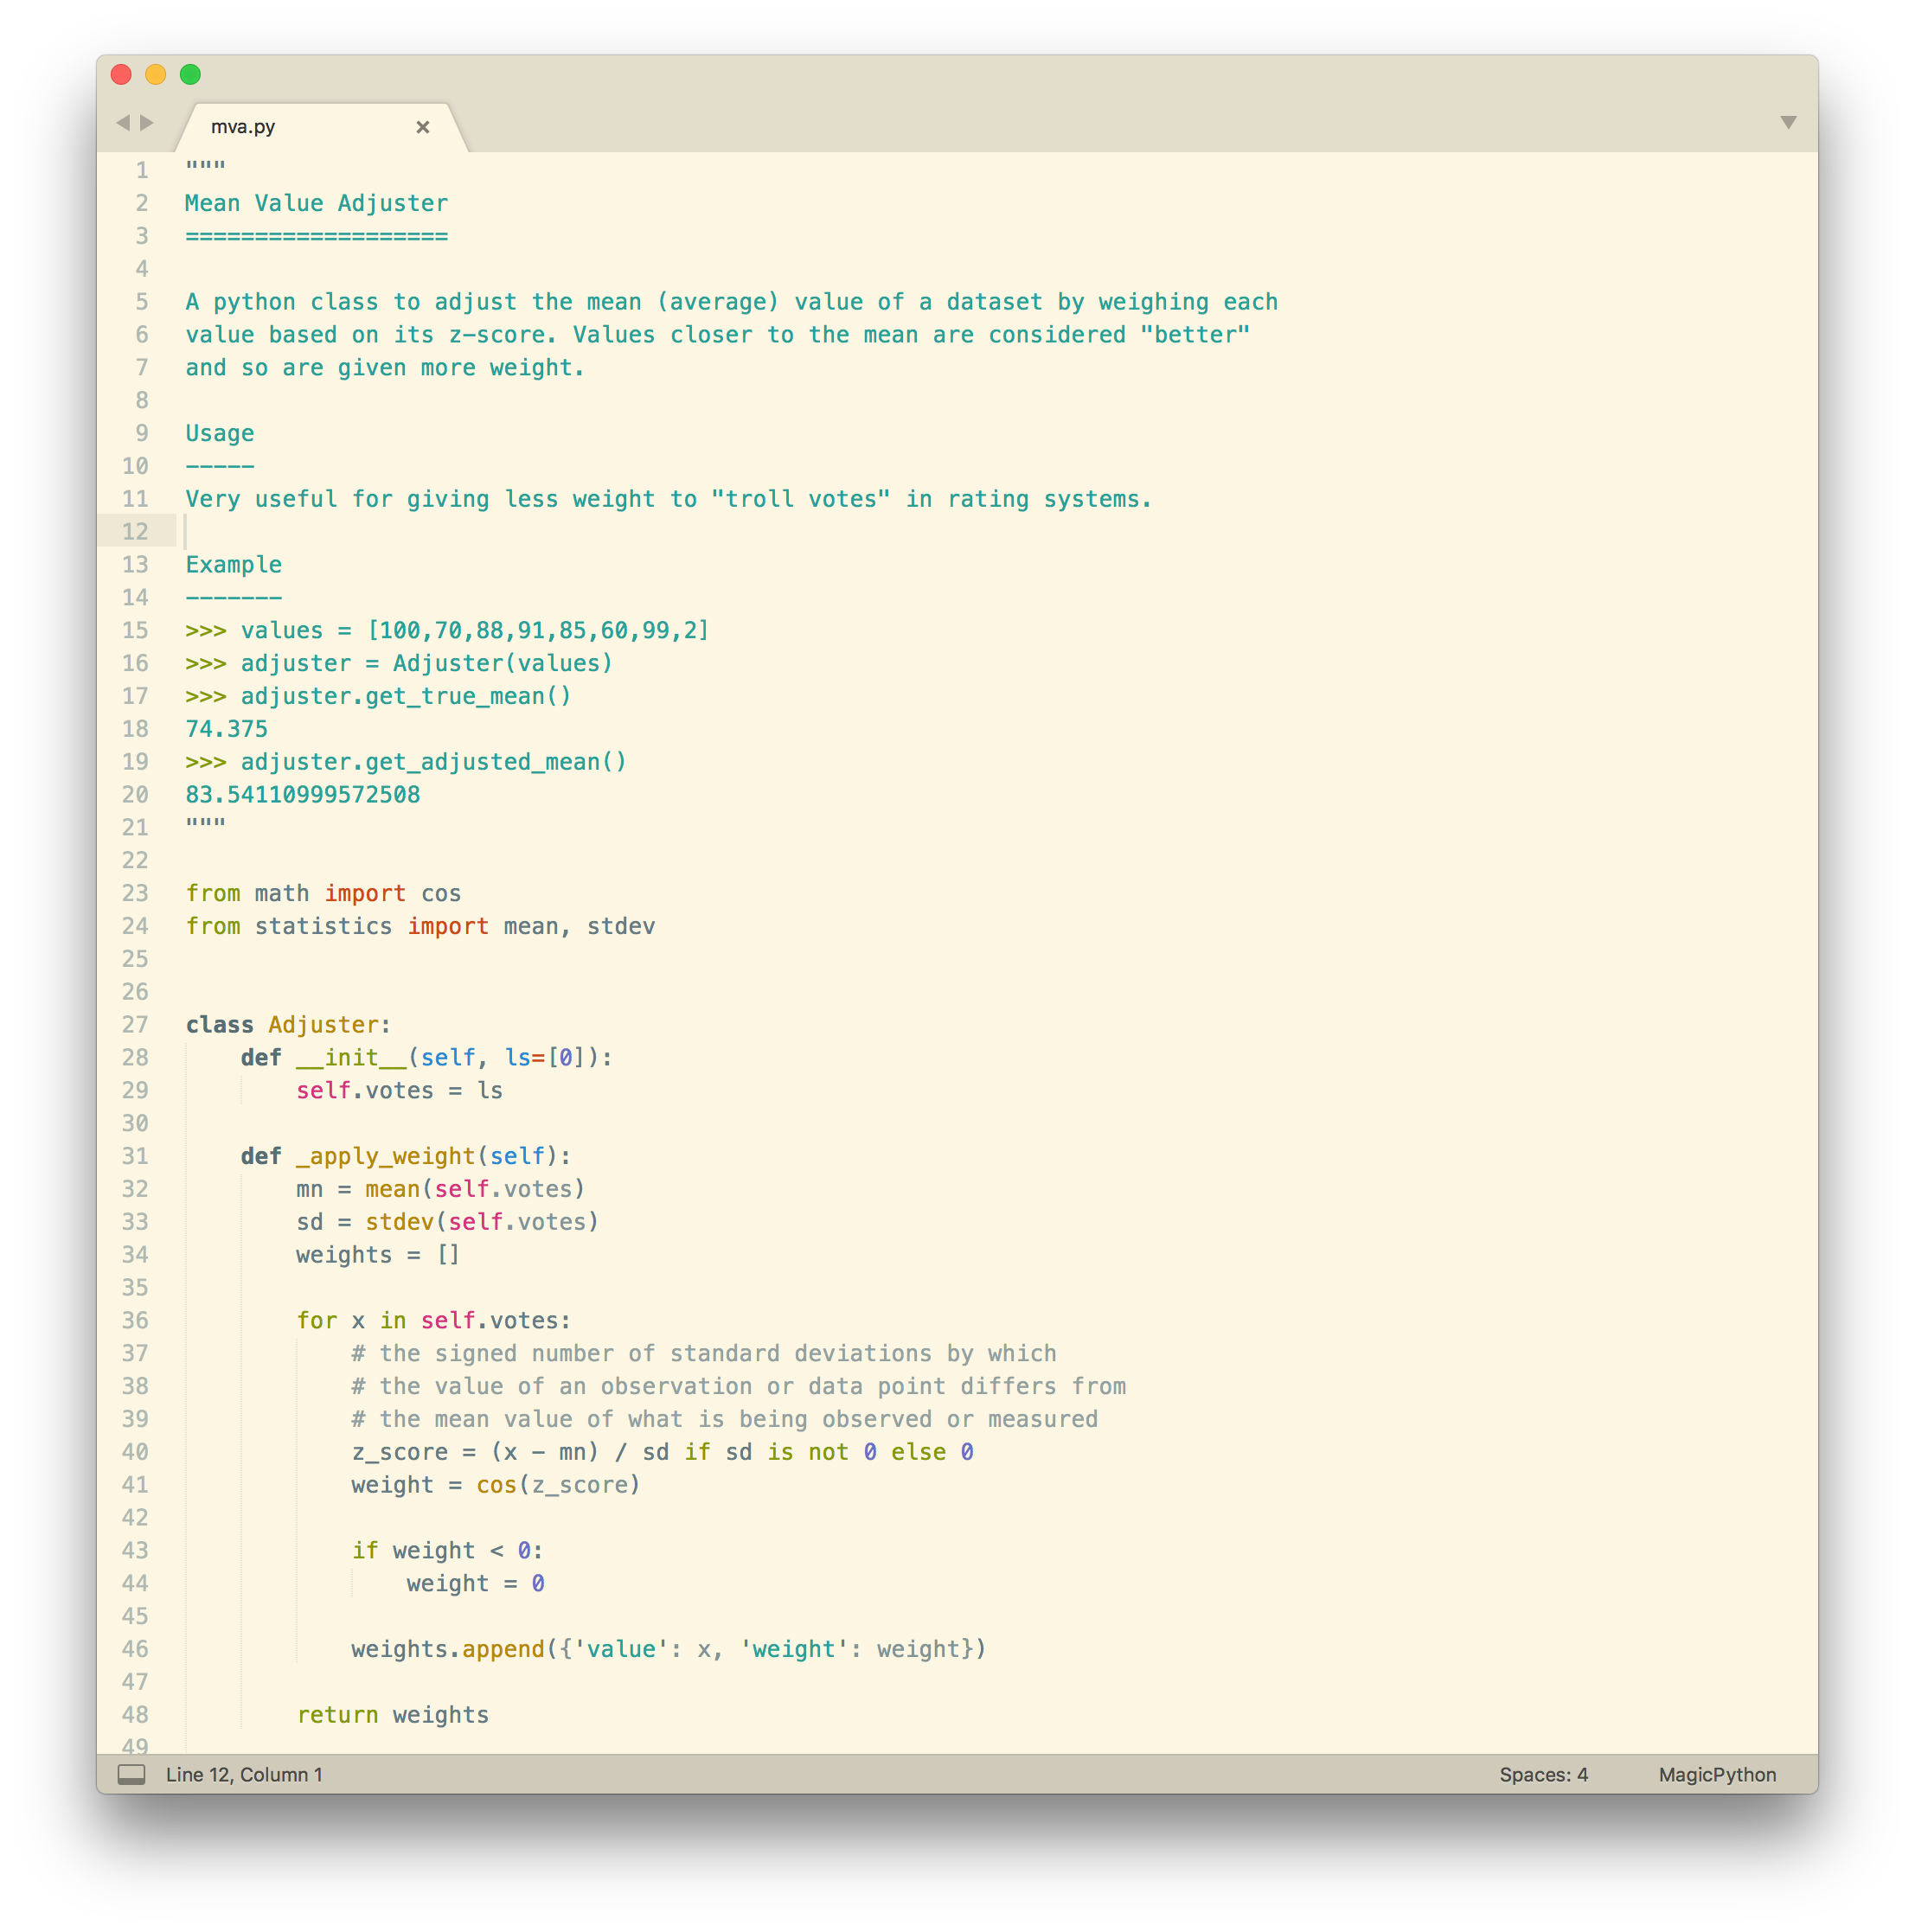 mva.py
1 """
2 Mean Value Adjuster
3 ===================
4
5 A python class to adjust the mean (average) value of a dataset by weighing each
6 value based on its z-score. Values closer to the mean are considered "better"
7 and so are given more weight.
8
9 Usage
10 -----
11 Very useful for giving less weight to "troll votes" in rating systems.
12
13 Example
14 -------
15 >>> values = [100,70,88,91,85,60,99,2]
16 >>> adjuster = Adjuster(values)
17 >>> adjuster.get_true_mean()
18 74.375
19 >>> adjuster.get_adjusted_mean()
20 83.54110999572508
21 """
22
23 from math import cos
24 from statistics import mean, stdev
25
26
27 class Adjuster:
28     def __init__(self, ls=[0]):
29         self.votes = ls
30
31     def _apply_weight(self):
32         mn = mean(self.votes)
33         sd = stdev(self.votes)
34         weights = []
35
36         for x in self.votes:
37             # the signed number of standard deviations by which
38             # the value of an observation or data point differs from
39             # the mean value of what is being observed or measured
40             z_score = (x - mn) / sd if sd is not 0 else 0
41             weight = cos(z_score)
42
43             if weight < 0:
44                 weight = 0
45
46             weights.append({'value': x, 'weight': weight})
47
48         return weights
49
Line 12, Column 1
Spaces: 4
MagicPython